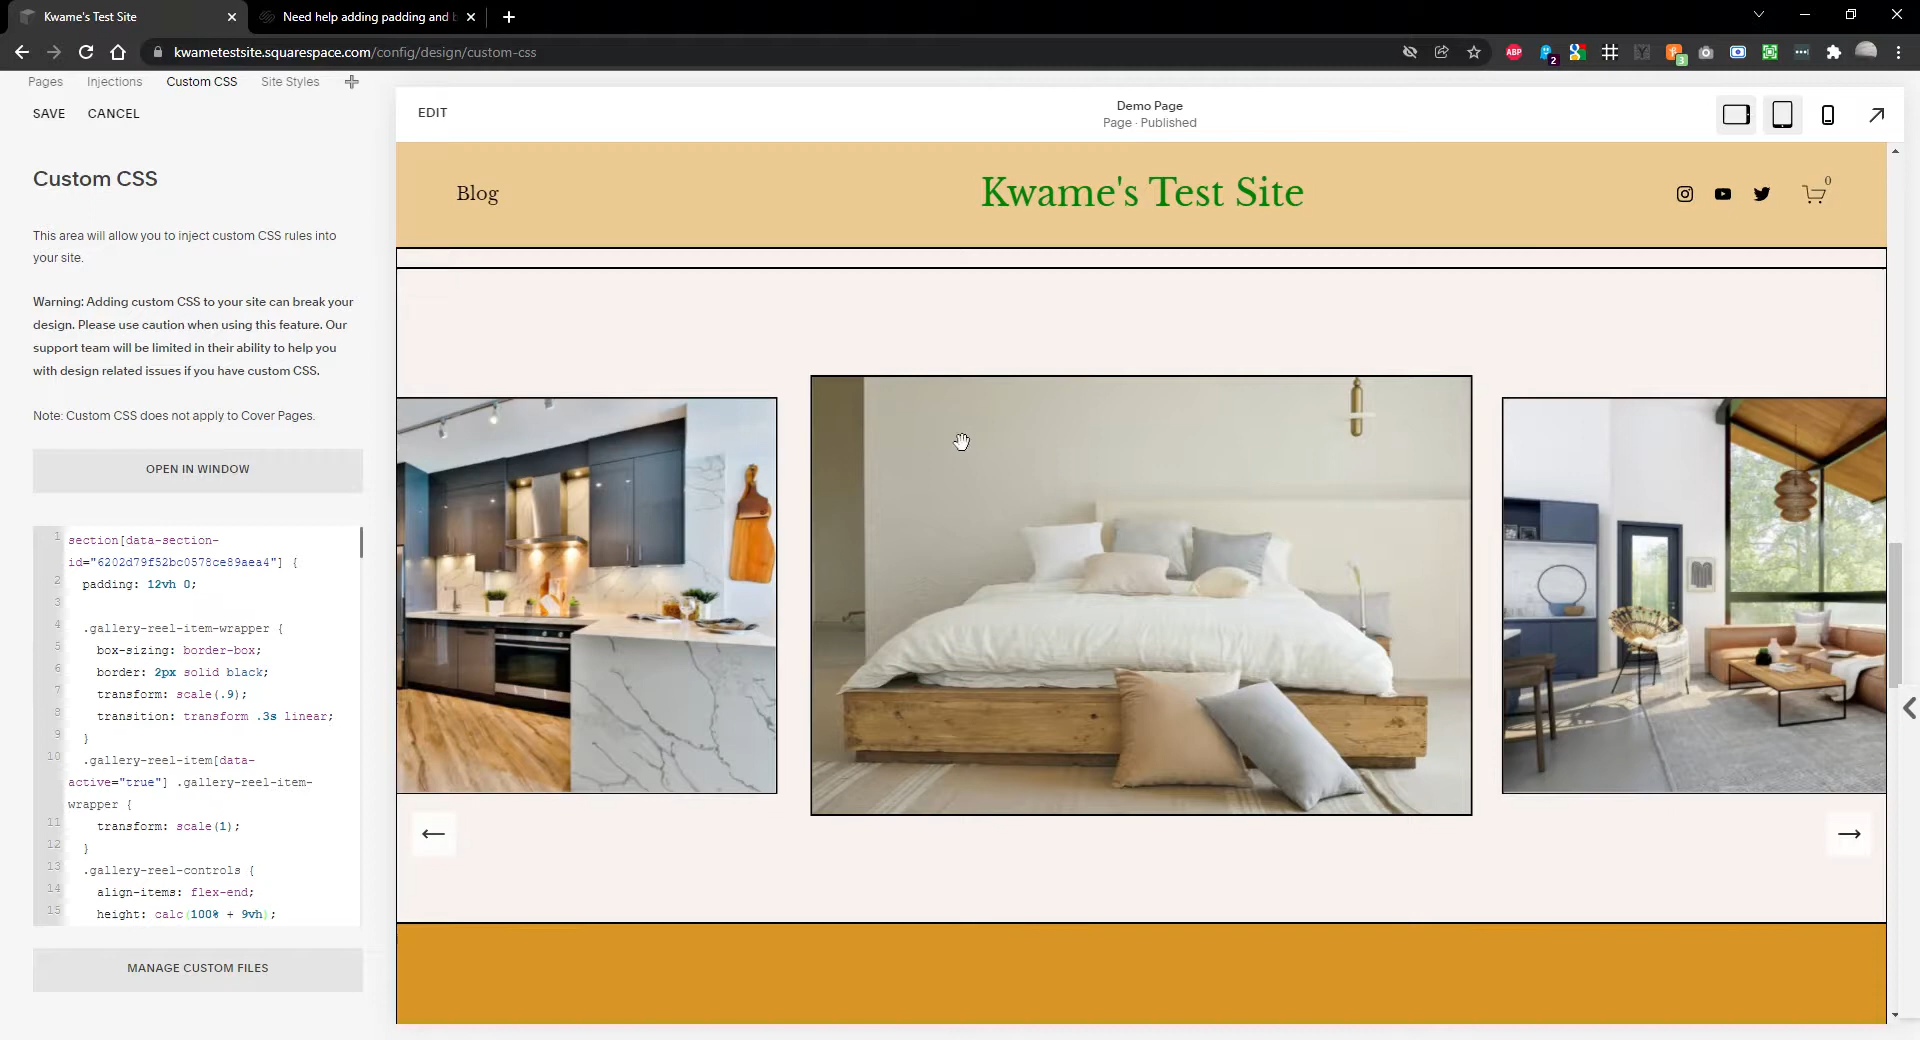 Kwame's Test Site
Need help adding padding and b
kwametestsite.squarespace.com/config/design/custom-css
ABP
2
3
Pages
Injections
Custom CSS
Site Styles
SAVE
CANCEL
Custom CSS
This area will allow you to inject custom CSS rules into
your site.
Warning: Adding custom CSS to your site can break your
design. Please use caution when using this feature. Our
support team will be limited in their ability to help you
with design related issues if you have custom CSS.
Note: Custom CSS does not apply to Cover Pages.
OPEN IN WINDOW
1 section[data-section-
id="6202d79f52bc0578ce89aea4"] {
2 padding: 12vh 0;
3
4 .gallery-reel-item-wrapper {
5 box-sizing: border-box;
6 border: 2px solid black;
7 transform: scale(.9);
8 transition: transform .3s linear;
9 }
10 .gallery-reel-item[data-
active="true"] .gallery-reel-item-
wrapper {
11 transform: scale(1);
12 }
13 .gallery-reel-controls {
14 align-items: flex-end;
15 height: calc(100% + 9vh);
MANAGE CUSTOM FILES
EDIT
Demo Page
Page · Published
Blog
Kwame's Test Site
0